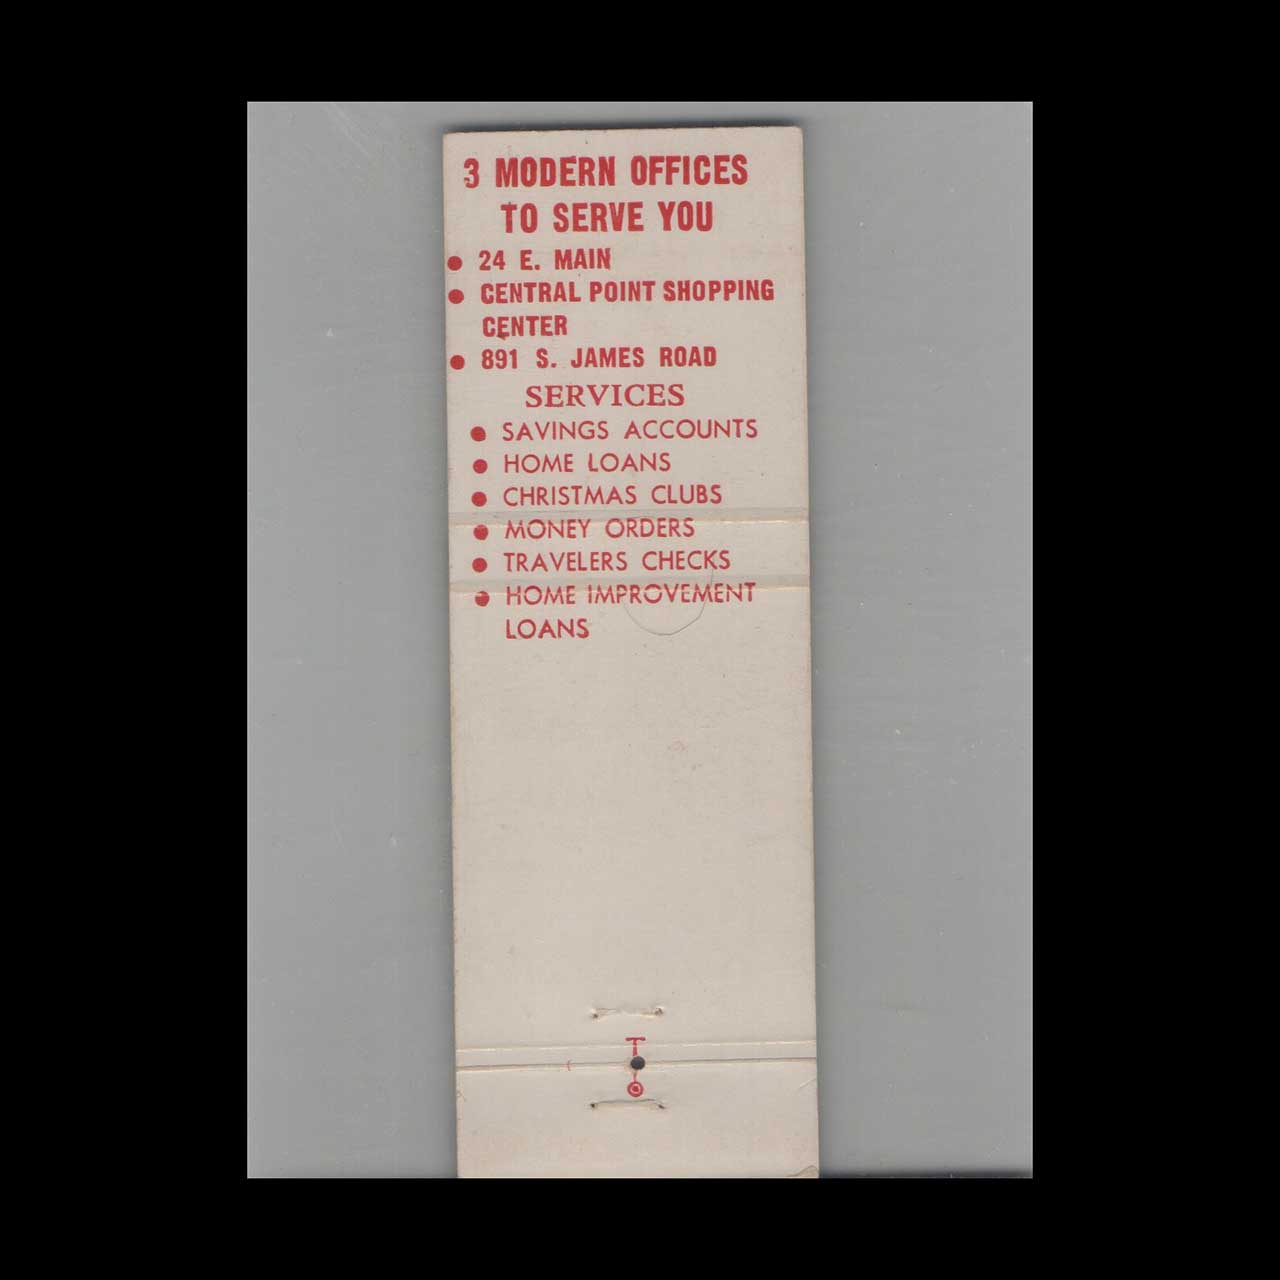 3 MODERN OFFICES
TO SERVE YOU
● 24 E. MAIN
● CENTRAL POINT SHOPPING
CENTER
● 891 S. JAMES ROAD
SERVICES
● SAVINGS ACCOUNTS
● HOME LOANS
● CHRISTMAS CLUBS
● MONEY ORDERS
● TRAVELERS CHECKS
● HOME IMPROVEMENT
LOANS